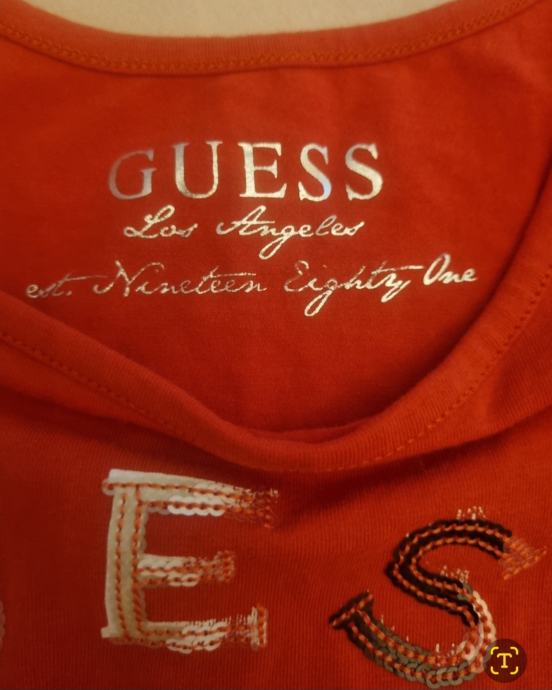 GUESS
Los Angeles
est. Nineteen Eighty One
ES